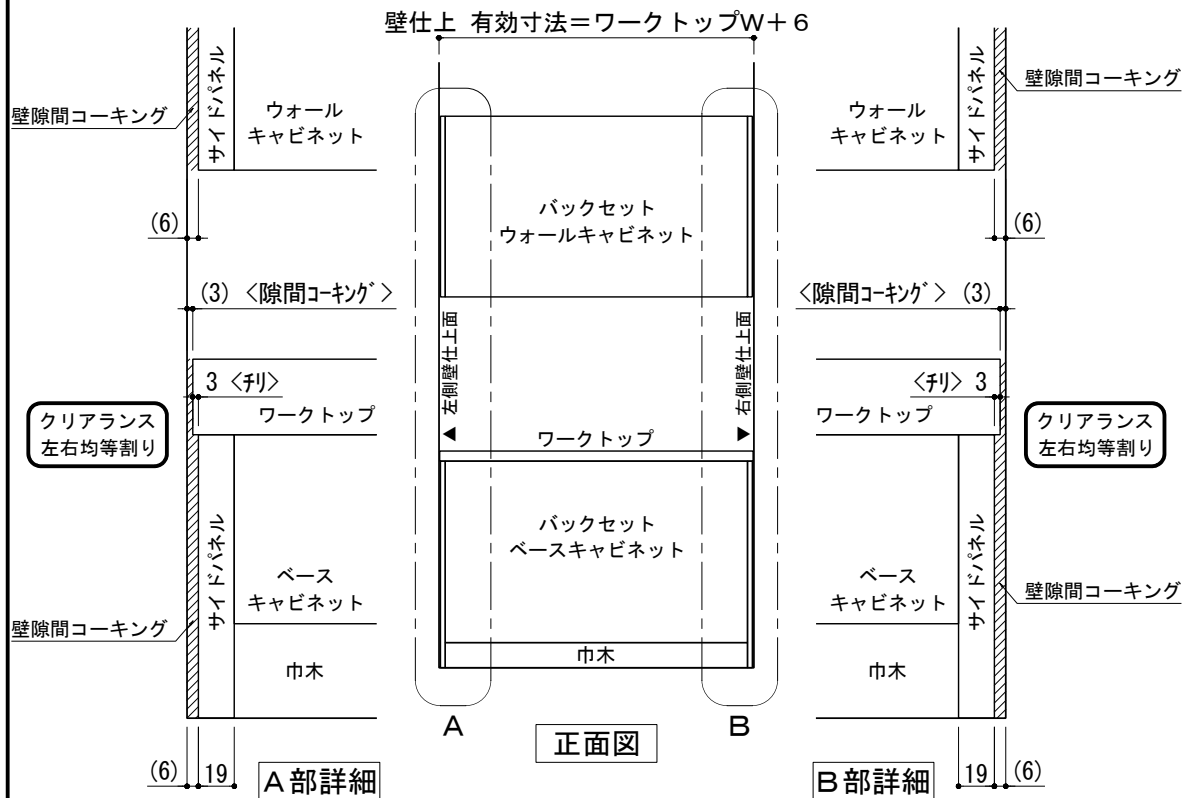 壁仕上 有効寸法＝ワークトップW＋6
壁隙間コーキング
サイドパネル
ウォール
キャビネット
(6)
(3) <隙間ｺｰｷﾝｸﾞ>
3 <ﾁﾘ>
ワークトップ
クリアランス
左右均等割り
サイドパネル
ベース
キャビネット
壁隙間コーキング
巾木
(6) 19
A部詳細
バックセット
ウォールキャビネット
左側壁仕上面
右側壁仕上面
ワークトップ
バックセット
ベースキャビネット
巾木
A
B
正面図
ウォール
キャビネット
サイドパネル
壁隙間コーキング
(6)
<隙間ｺｰｷﾝｸﾞ> (3)
<ﾁﾘ> 3
ワークトップ
クリアランス
左右均等割り
ベース
キャビネット
サイドパネル
壁隙間コーキング
巾木
B部詳細
19 (6)